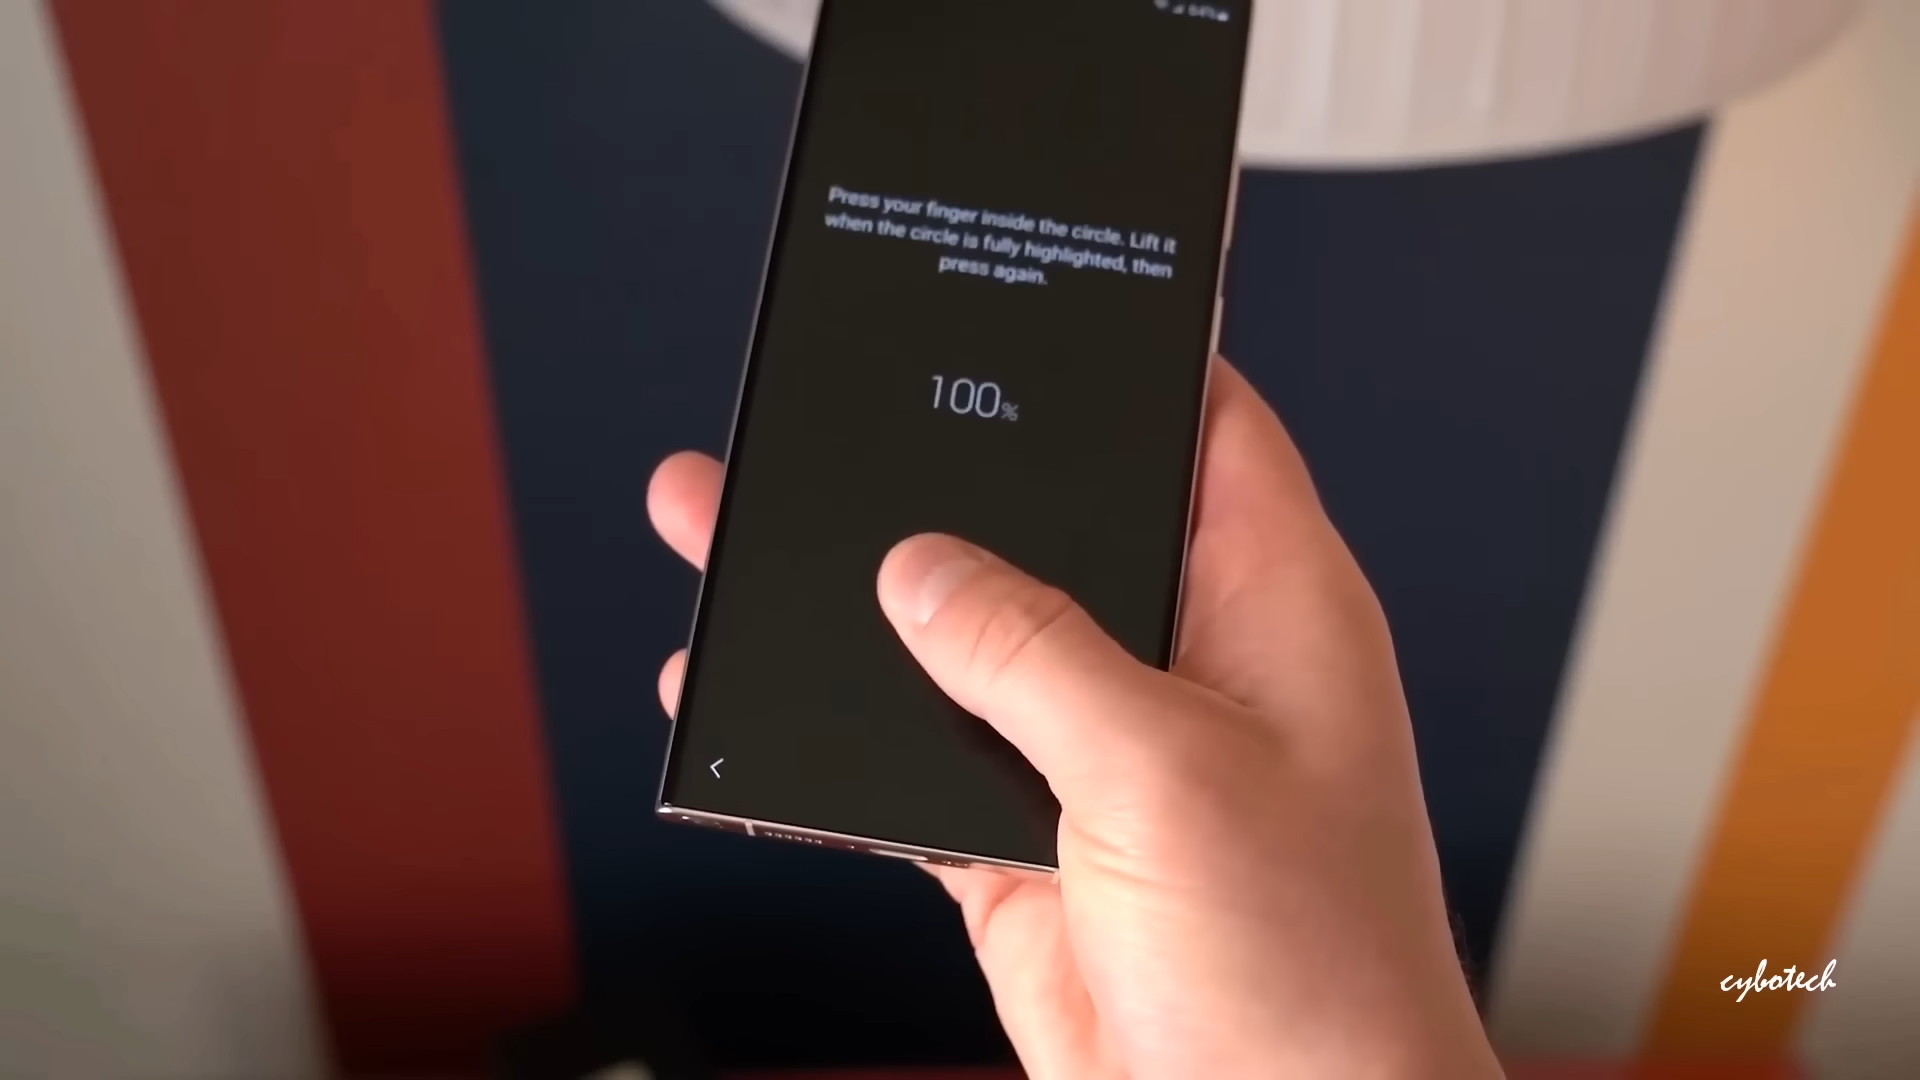 Press your finger inside the circle. Lift it
when the circle is fully highlighted, then
press again.
100%
cybotech